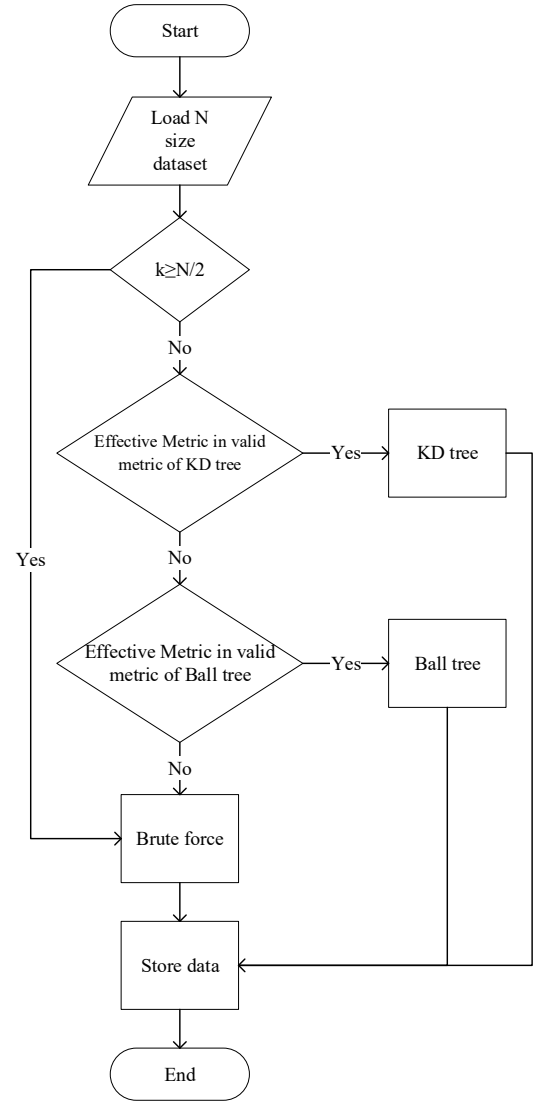 Start
Load N
size
dataset
k≥N/2
No
Effective Metric in valid
metric of KD tree
Yes
KD tree
Yes
No
Effective Metric in valid
metric of Ball tree
Yes
Ball tree
No
Brute force
Store data
End